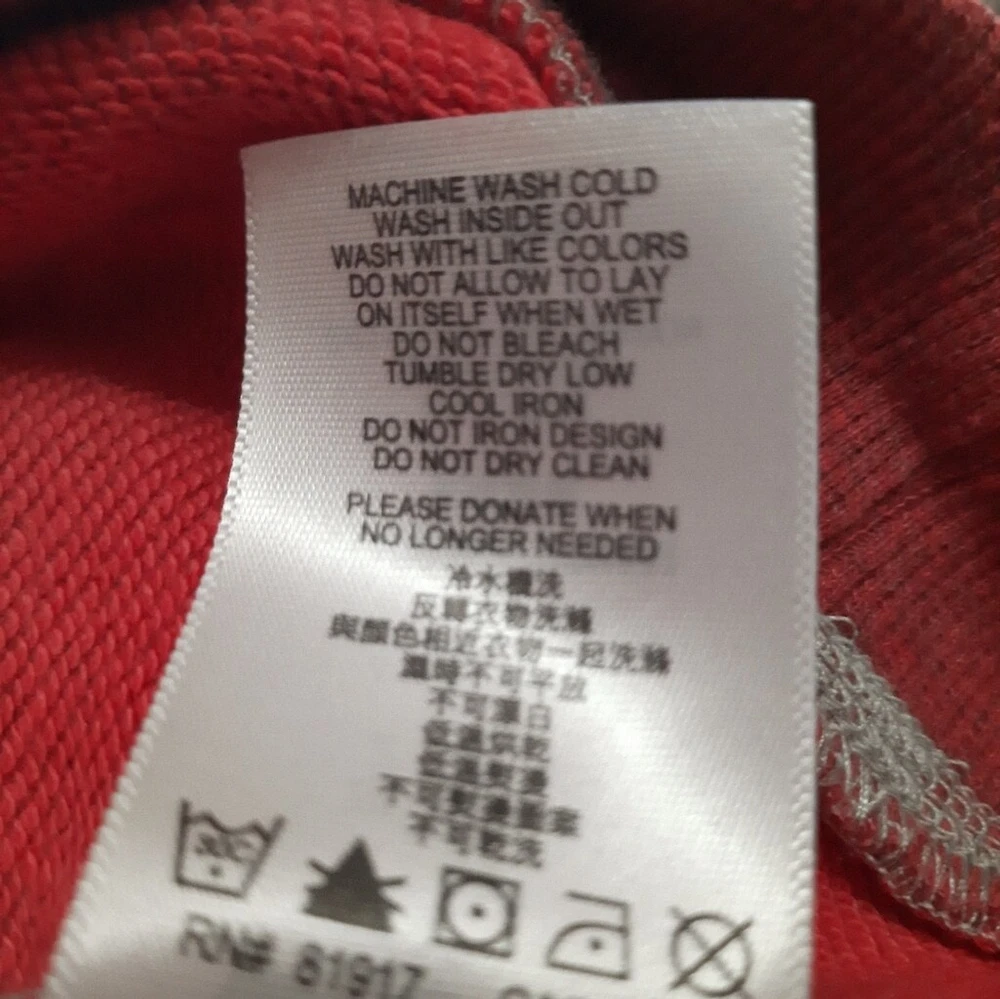 MACHINE WASH COLD
WASH INSIDE OUT
WASH WITH LIKE COLORS
DO NOT ALLOW TO LAY
ON ITSELF WHEN WET
DO NOT BLEACH
TUMBLE DRY LOW
COOL IRON
DO NOT IRON DESIGN
DO NOT DRY CLEAN
PLEASE DONATE WHEN
NO LONGER NEEDED
冷水機洗
反轉衣物洗滌
與顏色相近衣物一起洗滌
濕時不可平放
不可漂白
低溫烘乾
低溫熨燙
不可熨燙圖案
不可乾洗
30C
RN# 81917